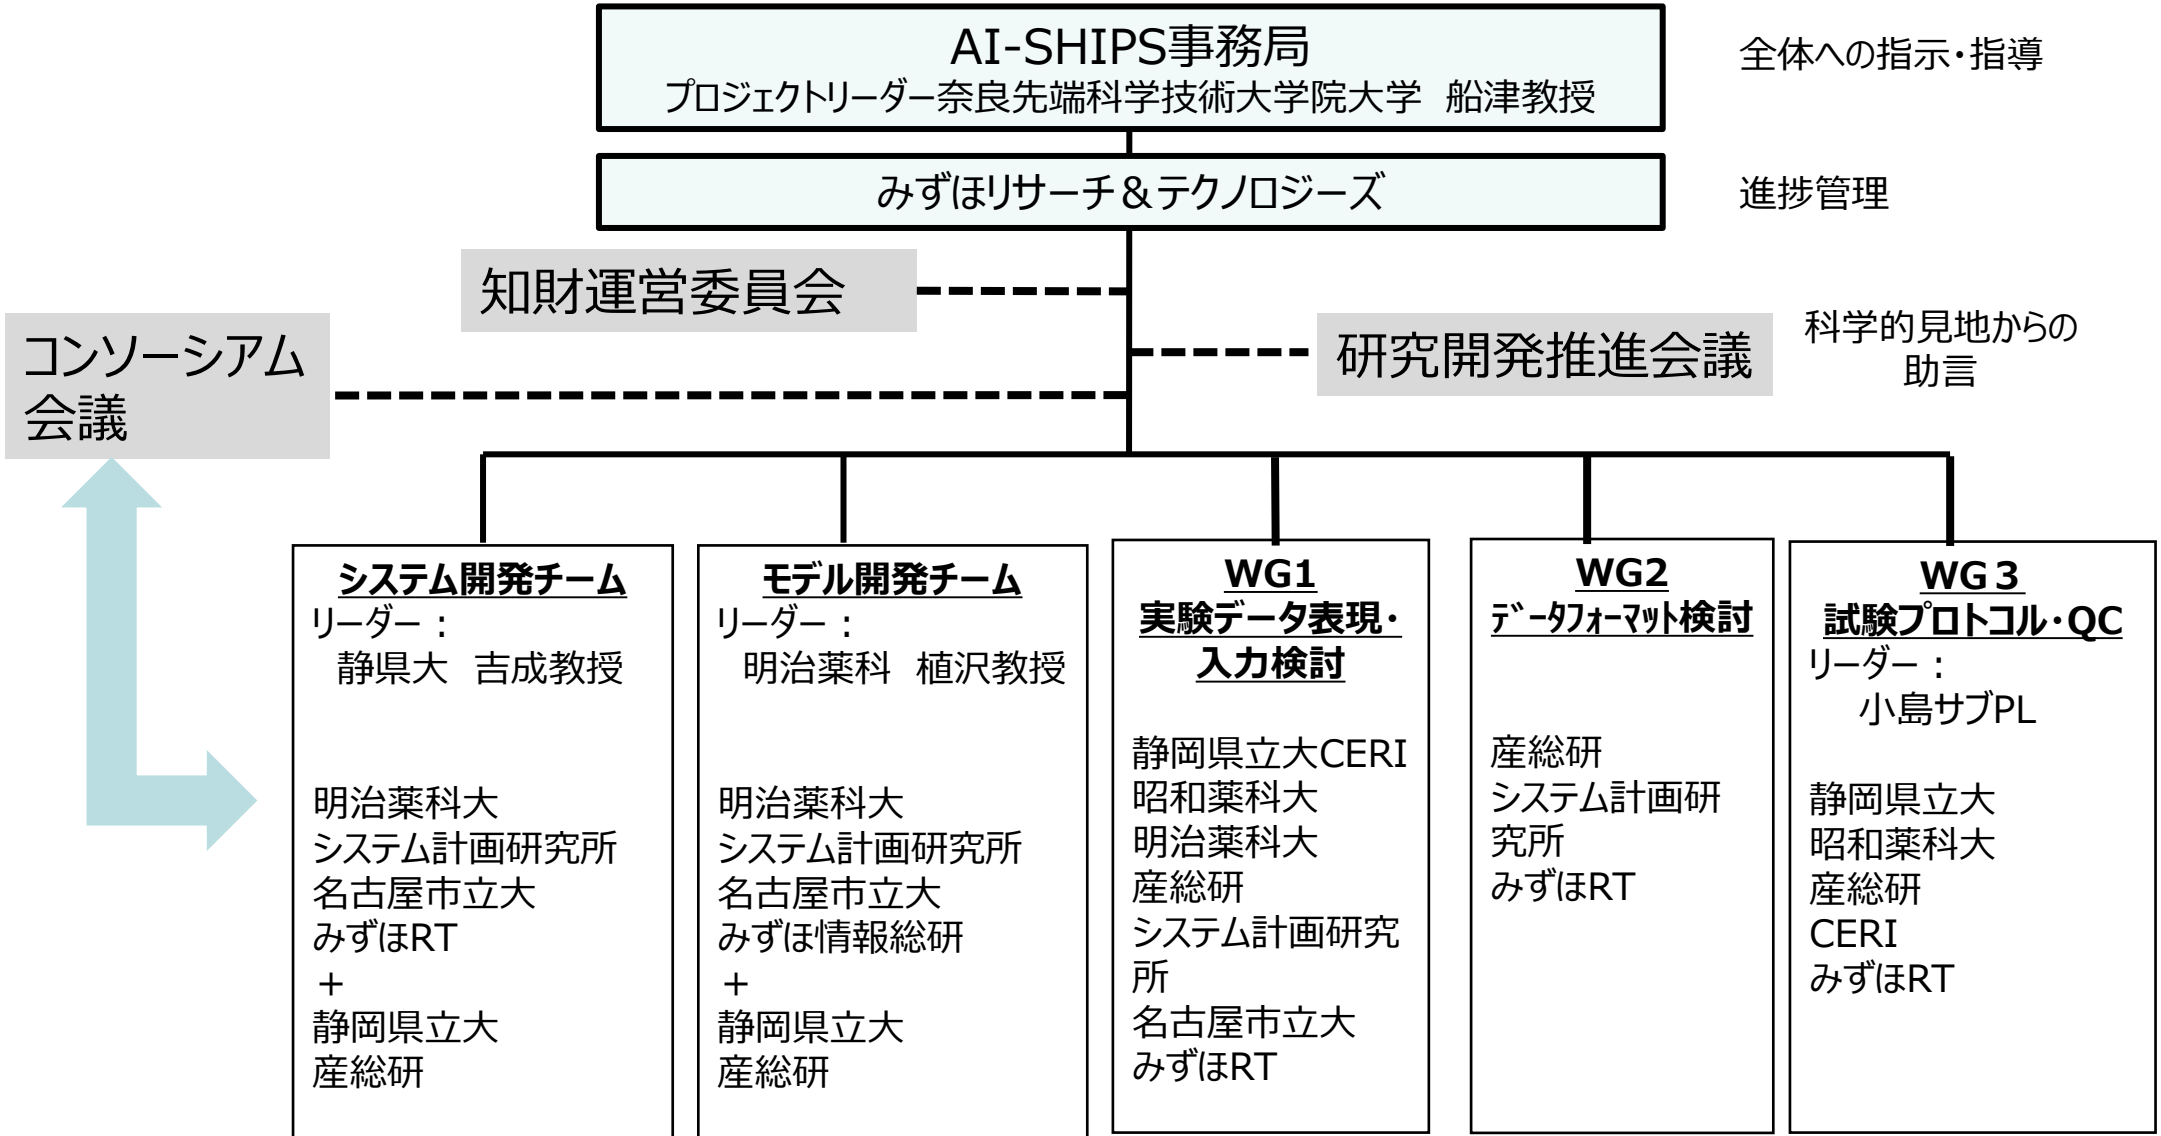 AI-SHIPS事務局
プロジェクトリーダー奈良先端科学技術大学院大学　船津教授
全体への指示・指導
みずほリサーチ＆テクノロジーズ
進捗管理
知財運営委員会
コンソーシアム
会議
研究開発推進会議
科学的見地からの
助言
システム開発チーム
リーダー：
静県大　吉成教授
明治薬科大
システム計画研究所
名古屋市立大
みずほRT
+
静岡県立大
産総研
モデル開発チーム
リーダー：
明治薬科　植沢教授
明治薬科大
システム計画研究所
名古屋市立大
みずほ情報総研
+
静岡県立大
産総研
WG1
実験データ表現・
入力検討
静岡県立大CERI
昭和薬科大
明治薬科大
産総研
システム計画研究
所
名古屋市立大
みずほRT
WG2
ﾃﾞｰﾀﾌｫｰﾏｯﾄ検討
産総研
システム計画研
究所
みずほRT
WG３
試験プロトコル・QC
リーダー：
小島サブPL
静岡県立大
昭和薬科大
産総研
CERI
みずほRT